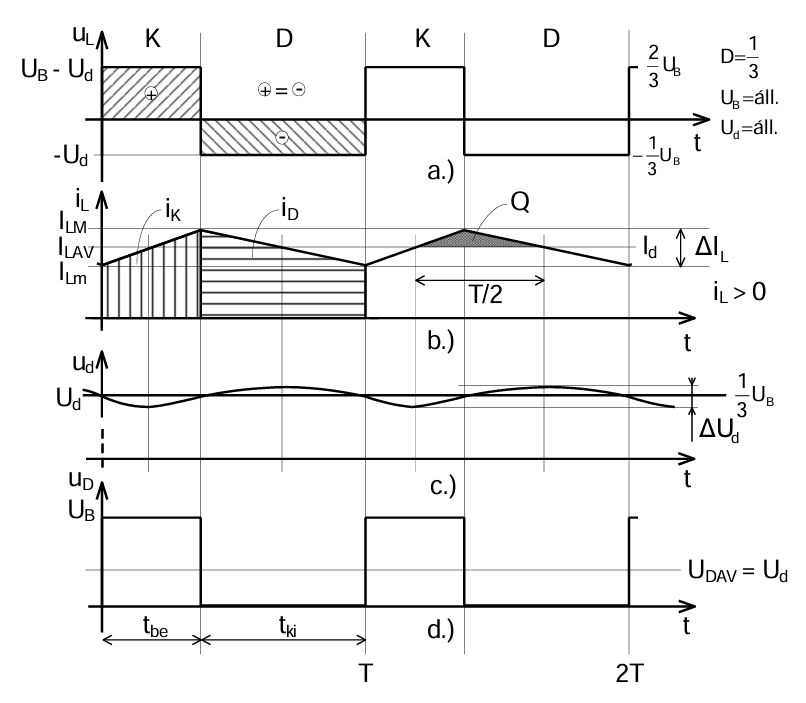 u_L K D K D
U_B - U_d
⊕
⊕ = ⊖
⊖
2/3 U_B
D = 1/3
U_B = áll.
U_d = áll.
t
-U_d
a.)
-1/3 U_B
i_L
i_K
i_D
Q
I_LM
I_LAV
I_Lm
I_d
ΔI_L
T/2
i_L > 0
b.)
t
u_d
U_d
1/3 U_B
ΔU_d
c.)
t
u_D
U_B
U_DAV = U_d
t_be
t_ki
d.)
t
T
2T